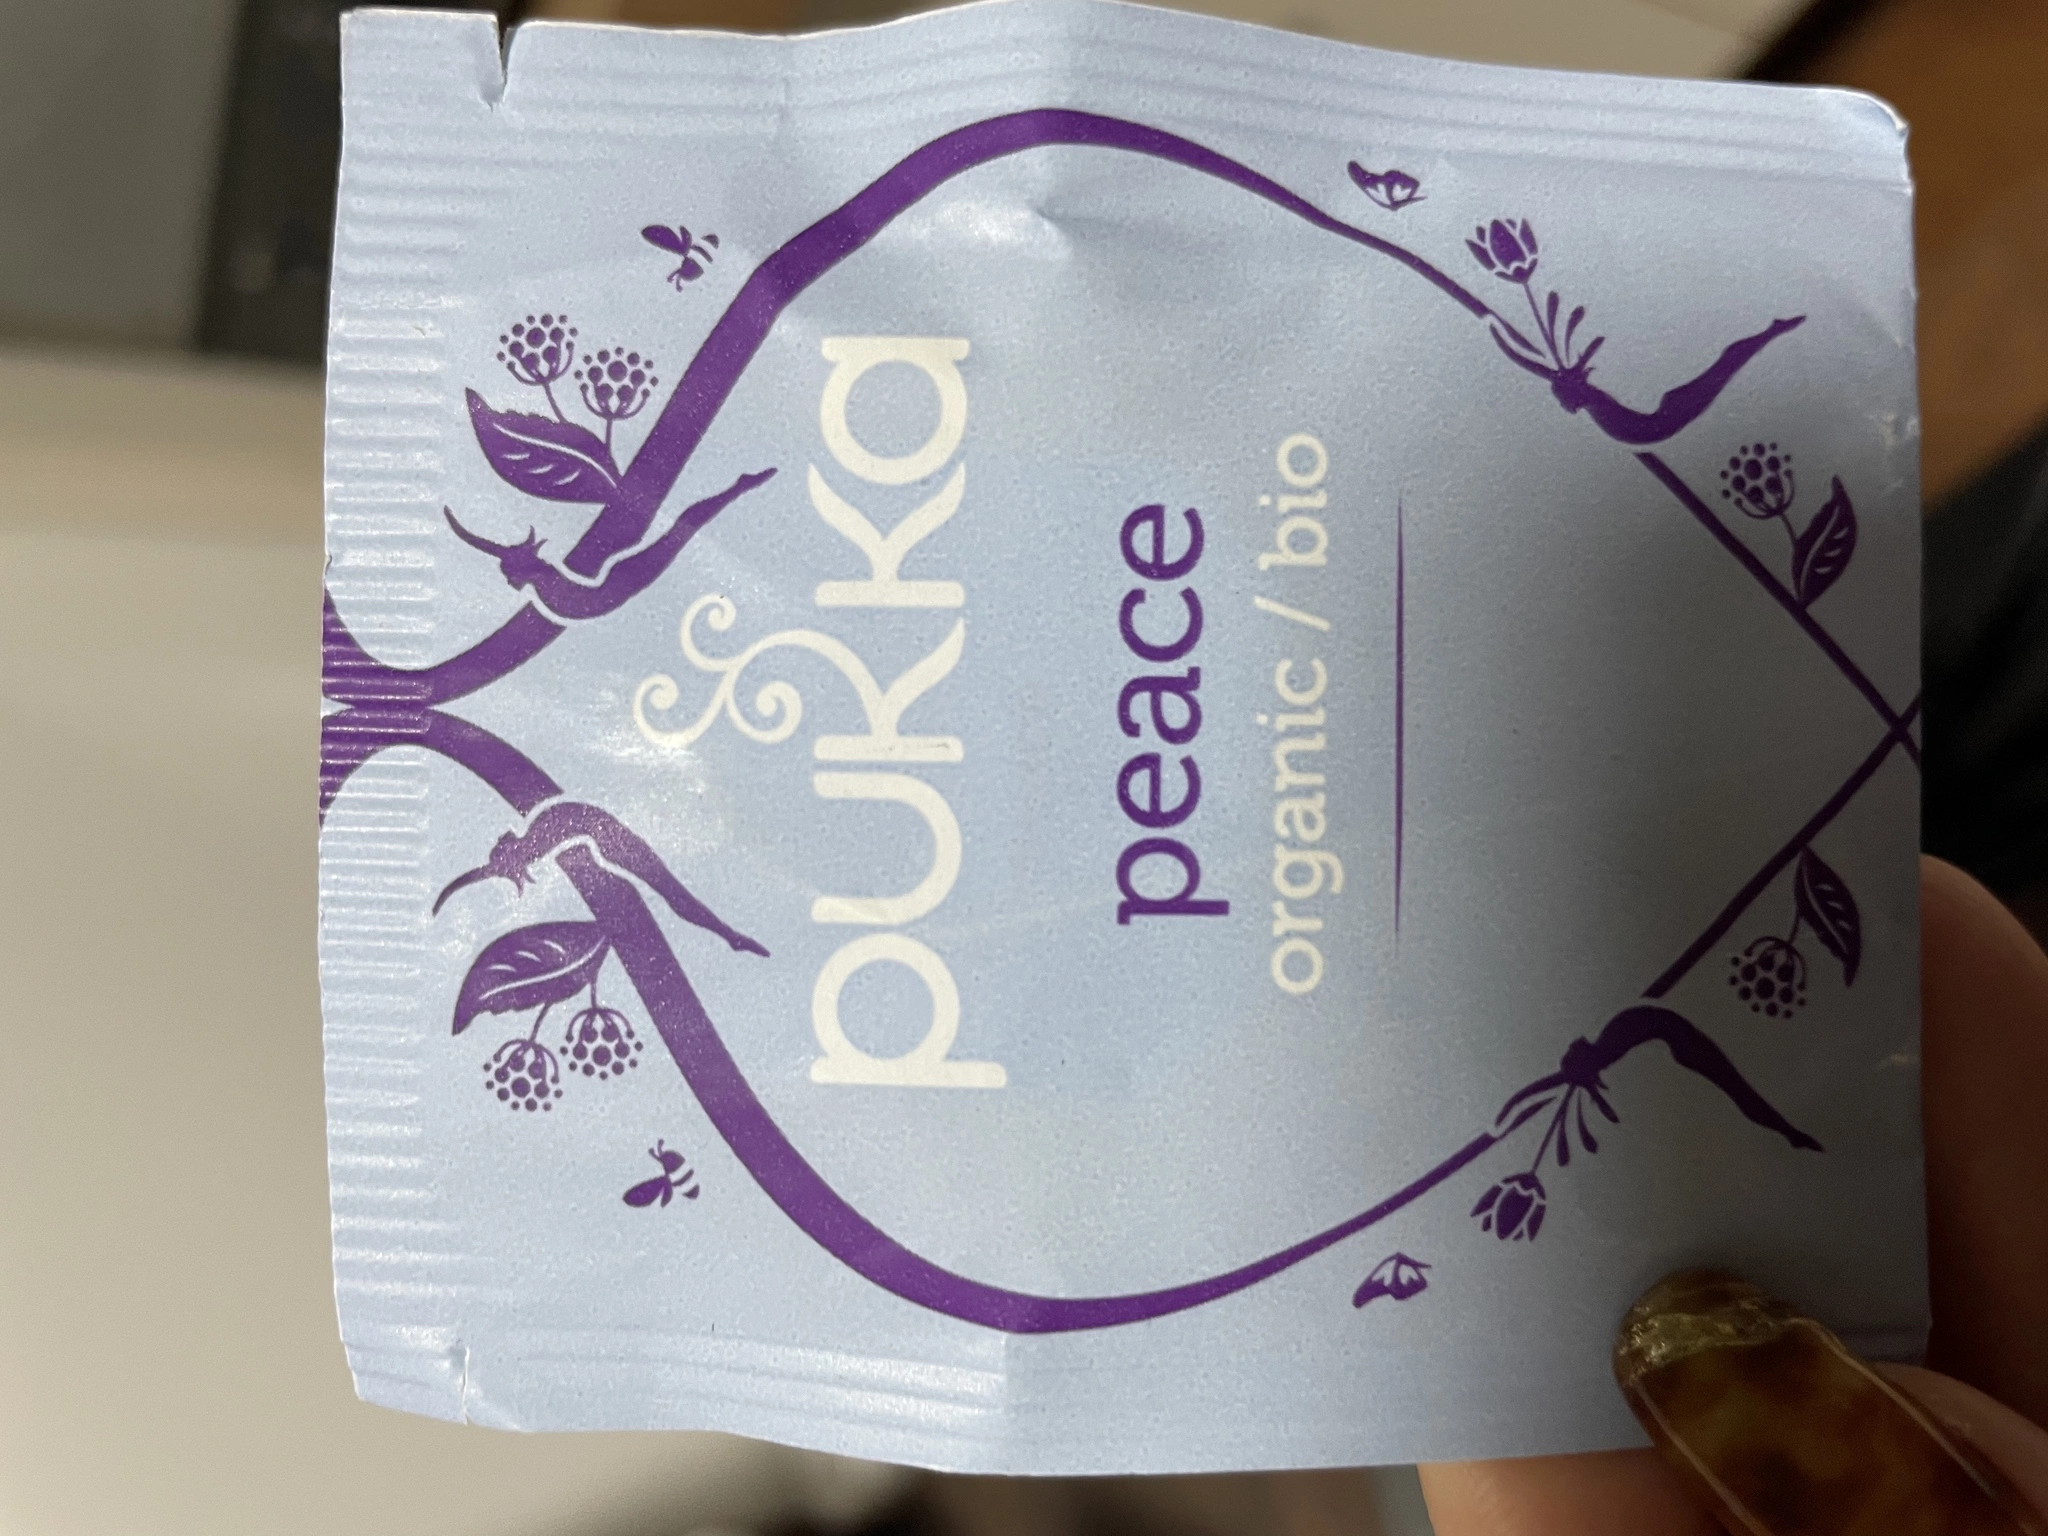 pukka
peace
organic / bio